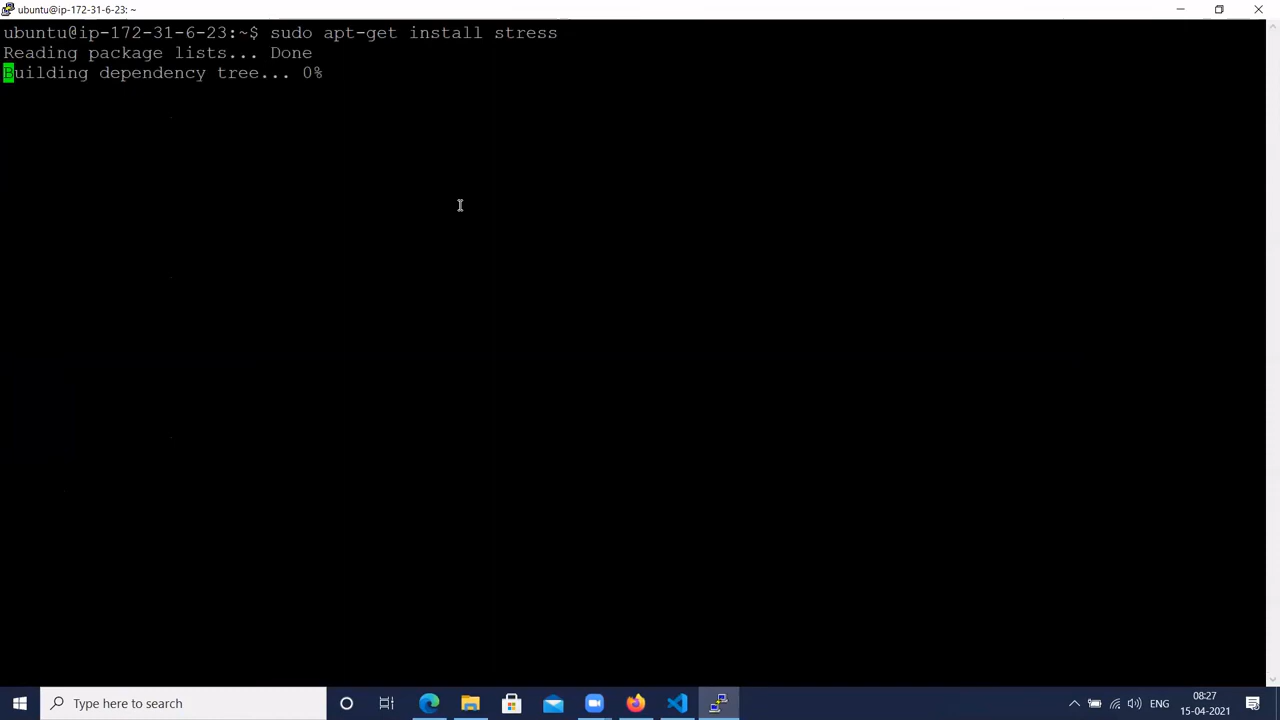 ubuntu@ip-172-31-6-23: ~
ubuntu@ip-172-31-6-23:~$ sudo apt-get install stress
Reading package lists... Done
Building dependency tree... 0%
Type here to search
ENG
08:27
15-04-2021